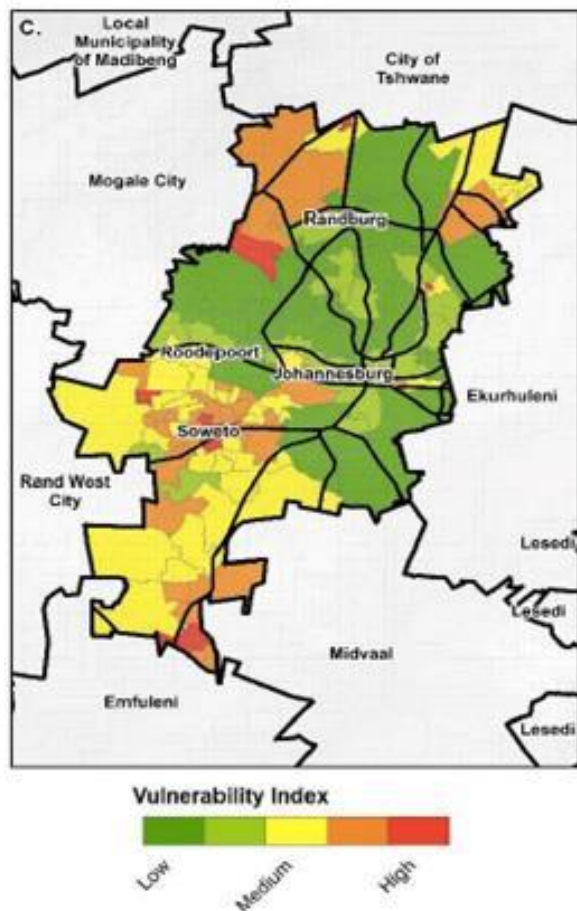 C.
Local
Municipality
of Madibeng
City of
Tshwane
Mogale City
Randburg
Roodepoort
Johannesburg
Ekurhuleni
Soweto
Rand West
City
Lesedi
Lesedi
Midvaal
Emfuleni
Lesedi
Vulnerability Index
Low
Medium
High